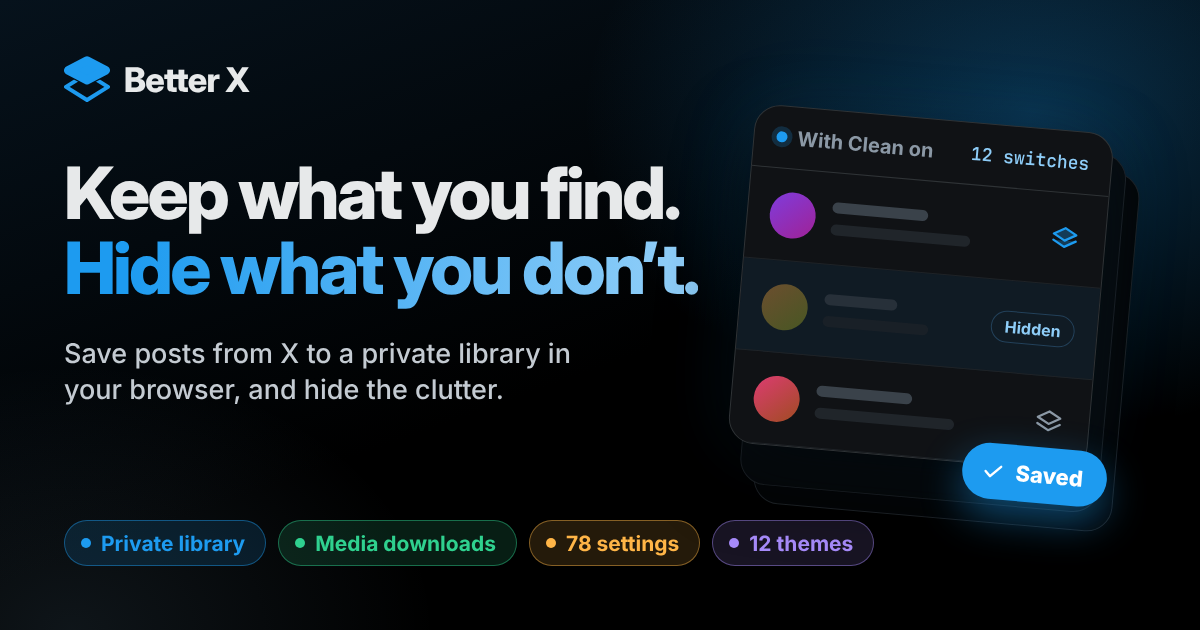 Better X
Keep what you find.
Hide what you don’t.
Save posts from X to a private library in
your browser, and hide the clutter.
With Clean on
12 switches
Hidden
Saved
Private library
Media downloads
78 settings
12 themes